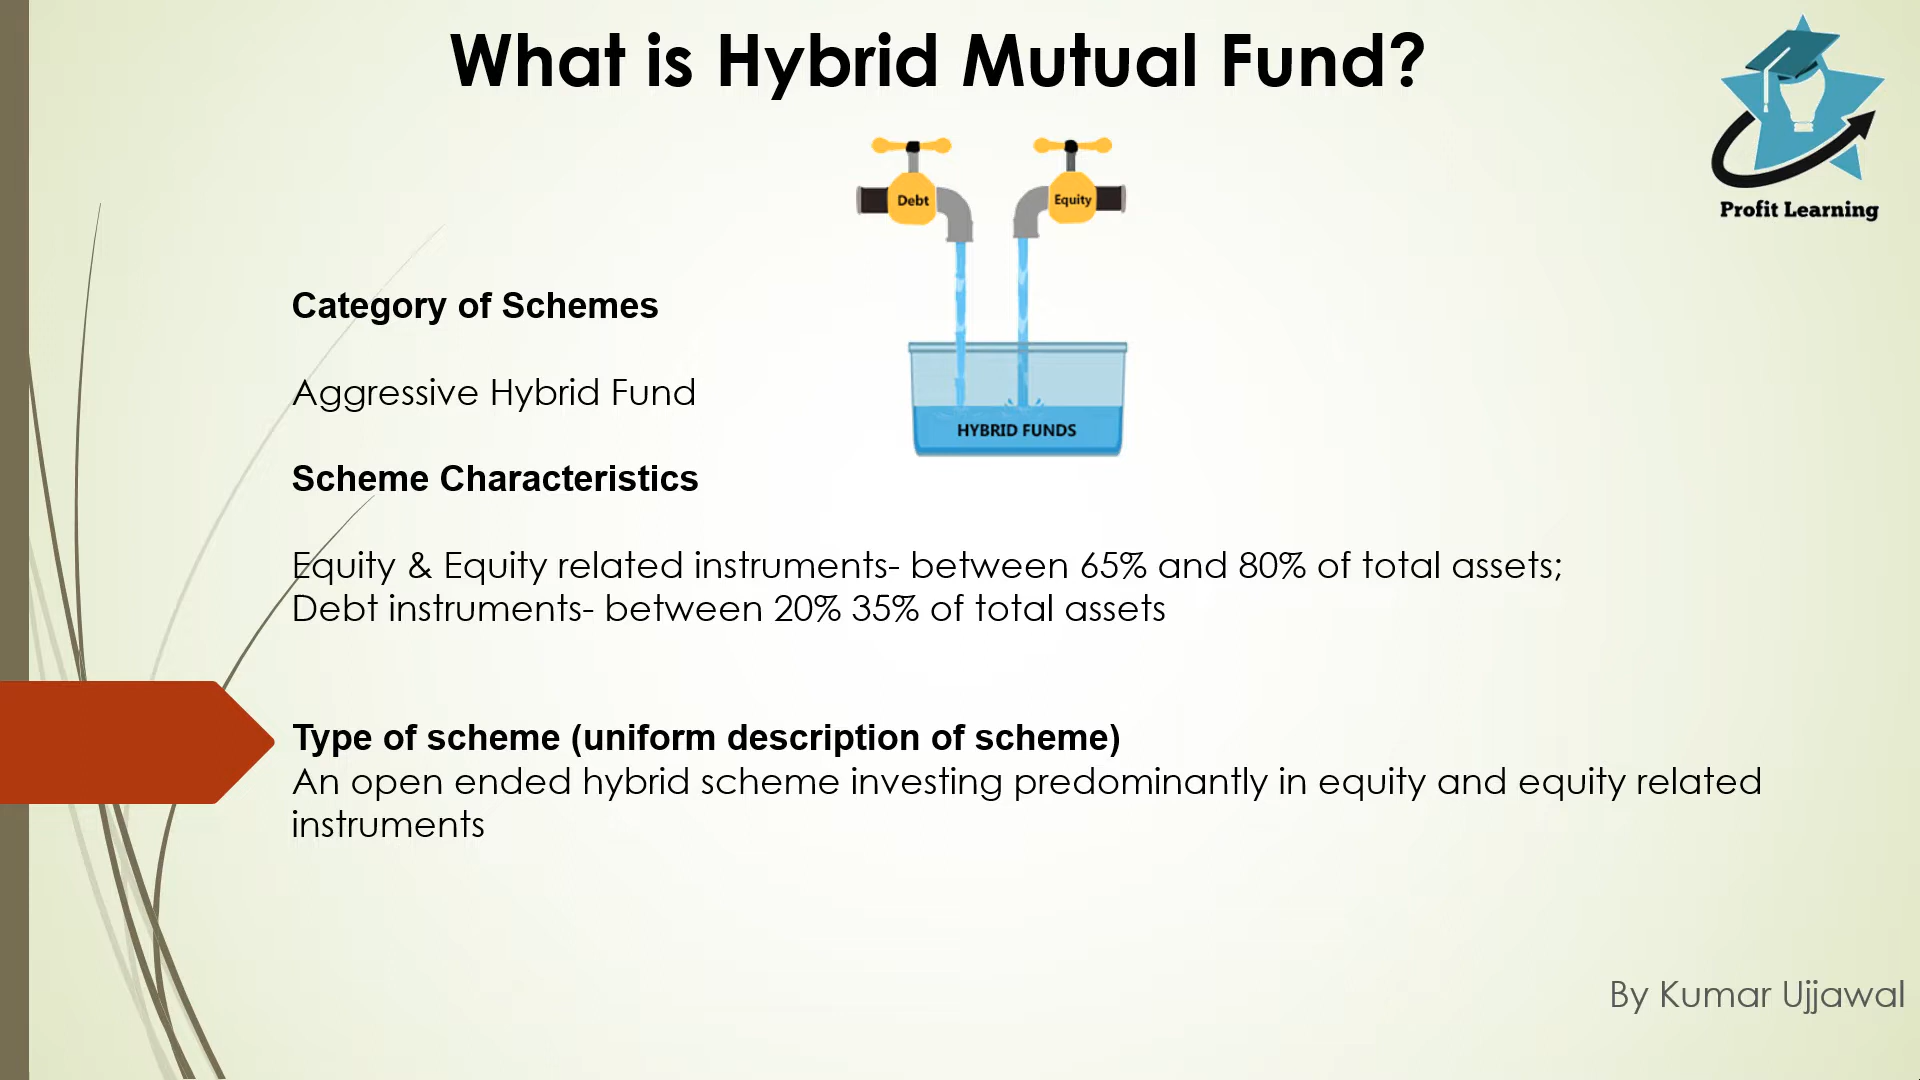 What is Hybrid Mutual Fund?
Profit Learning
Debt
Equity
HYBRID FUNDS
Category of Schemes
Aggressive Hybrid Fund
Scheme Characteristics
Equity & Equity related instruments- between 65% and 80% of total assets;
Debt instruments- between 20% 35% of total assets
Type of scheme (uniform description of scheme)
An open ended hybrid scheme investing predominantly in equity and equity related
instruments
By Kumar Ujjawal